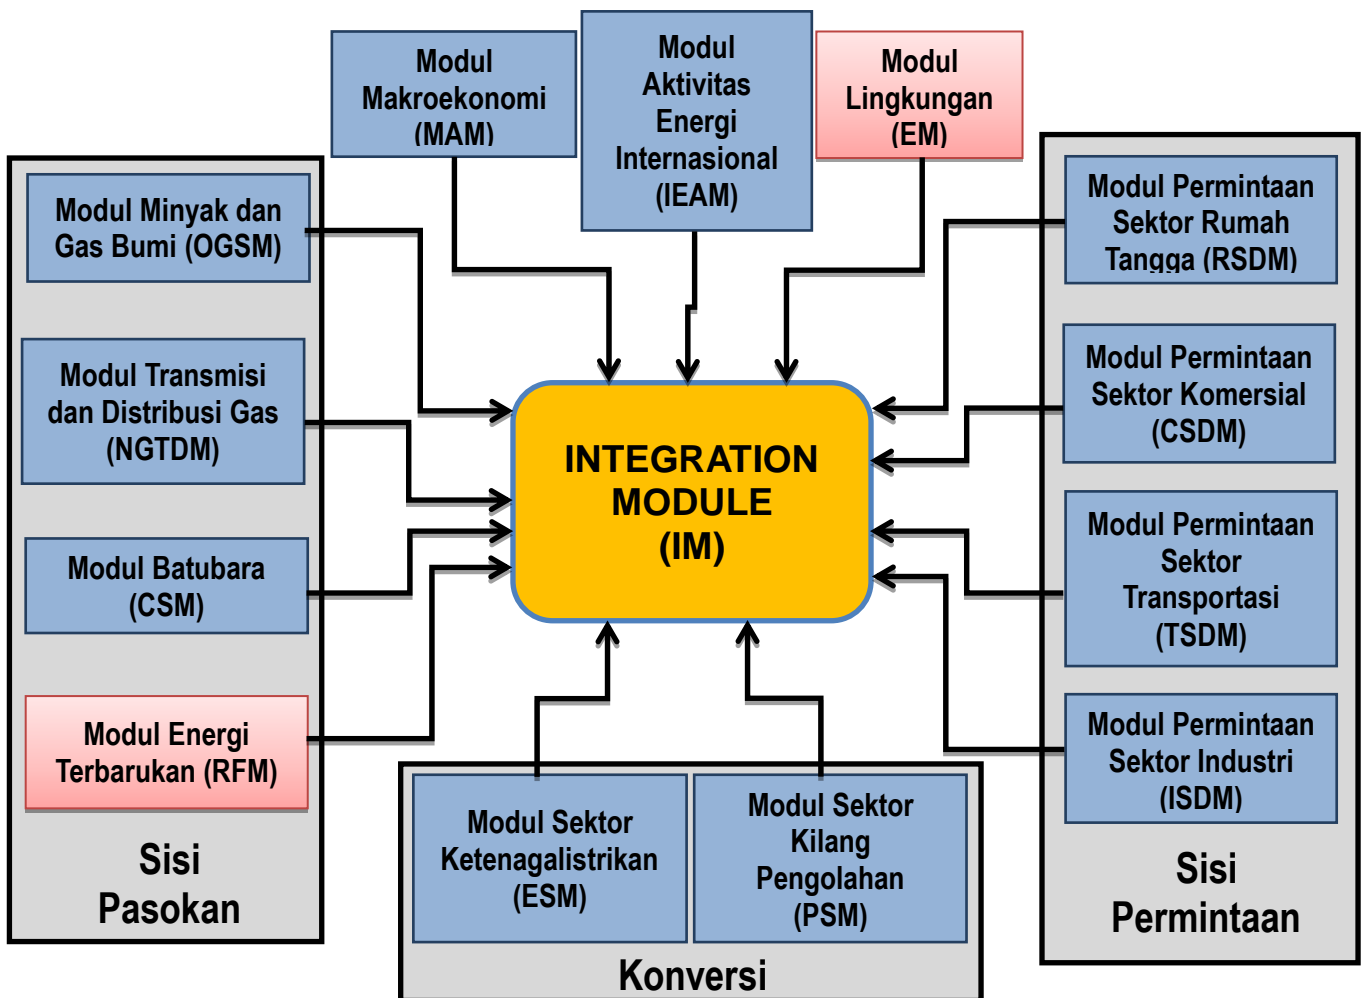 Modul
Makroekonomi
(MAM)
Modul
Aktivitas
Energi
Internasional
(IEAM)
Modul
Lingkungan
(EM)
Modul Minyak dan
Gas Bumi (OGSM)
Modul Transmisi
dan Distribusi Gas
(NGTDM)
Modul Batubara
(CSM)
Modul Energi
Terbarukan (RFM)
Sisi
Pasokan
INTEGRATION
MODULE
(IM)
Modul Sektor
Ketenagalistrikan
(ESM)
Modul Sektor
Kilang
Pengolahan
(PSM)
Konversi
Modul Permintaan
Sektor Rumah
Tangga (RSDM)
Modul Permintaan
Sektor Komersial
(CSDM)
Modul Permintaan
Sektor
Transportasi
(TSDM)
Modul Permintaan
Sektor Industri
(ISDM)
Sisi
Permintaan